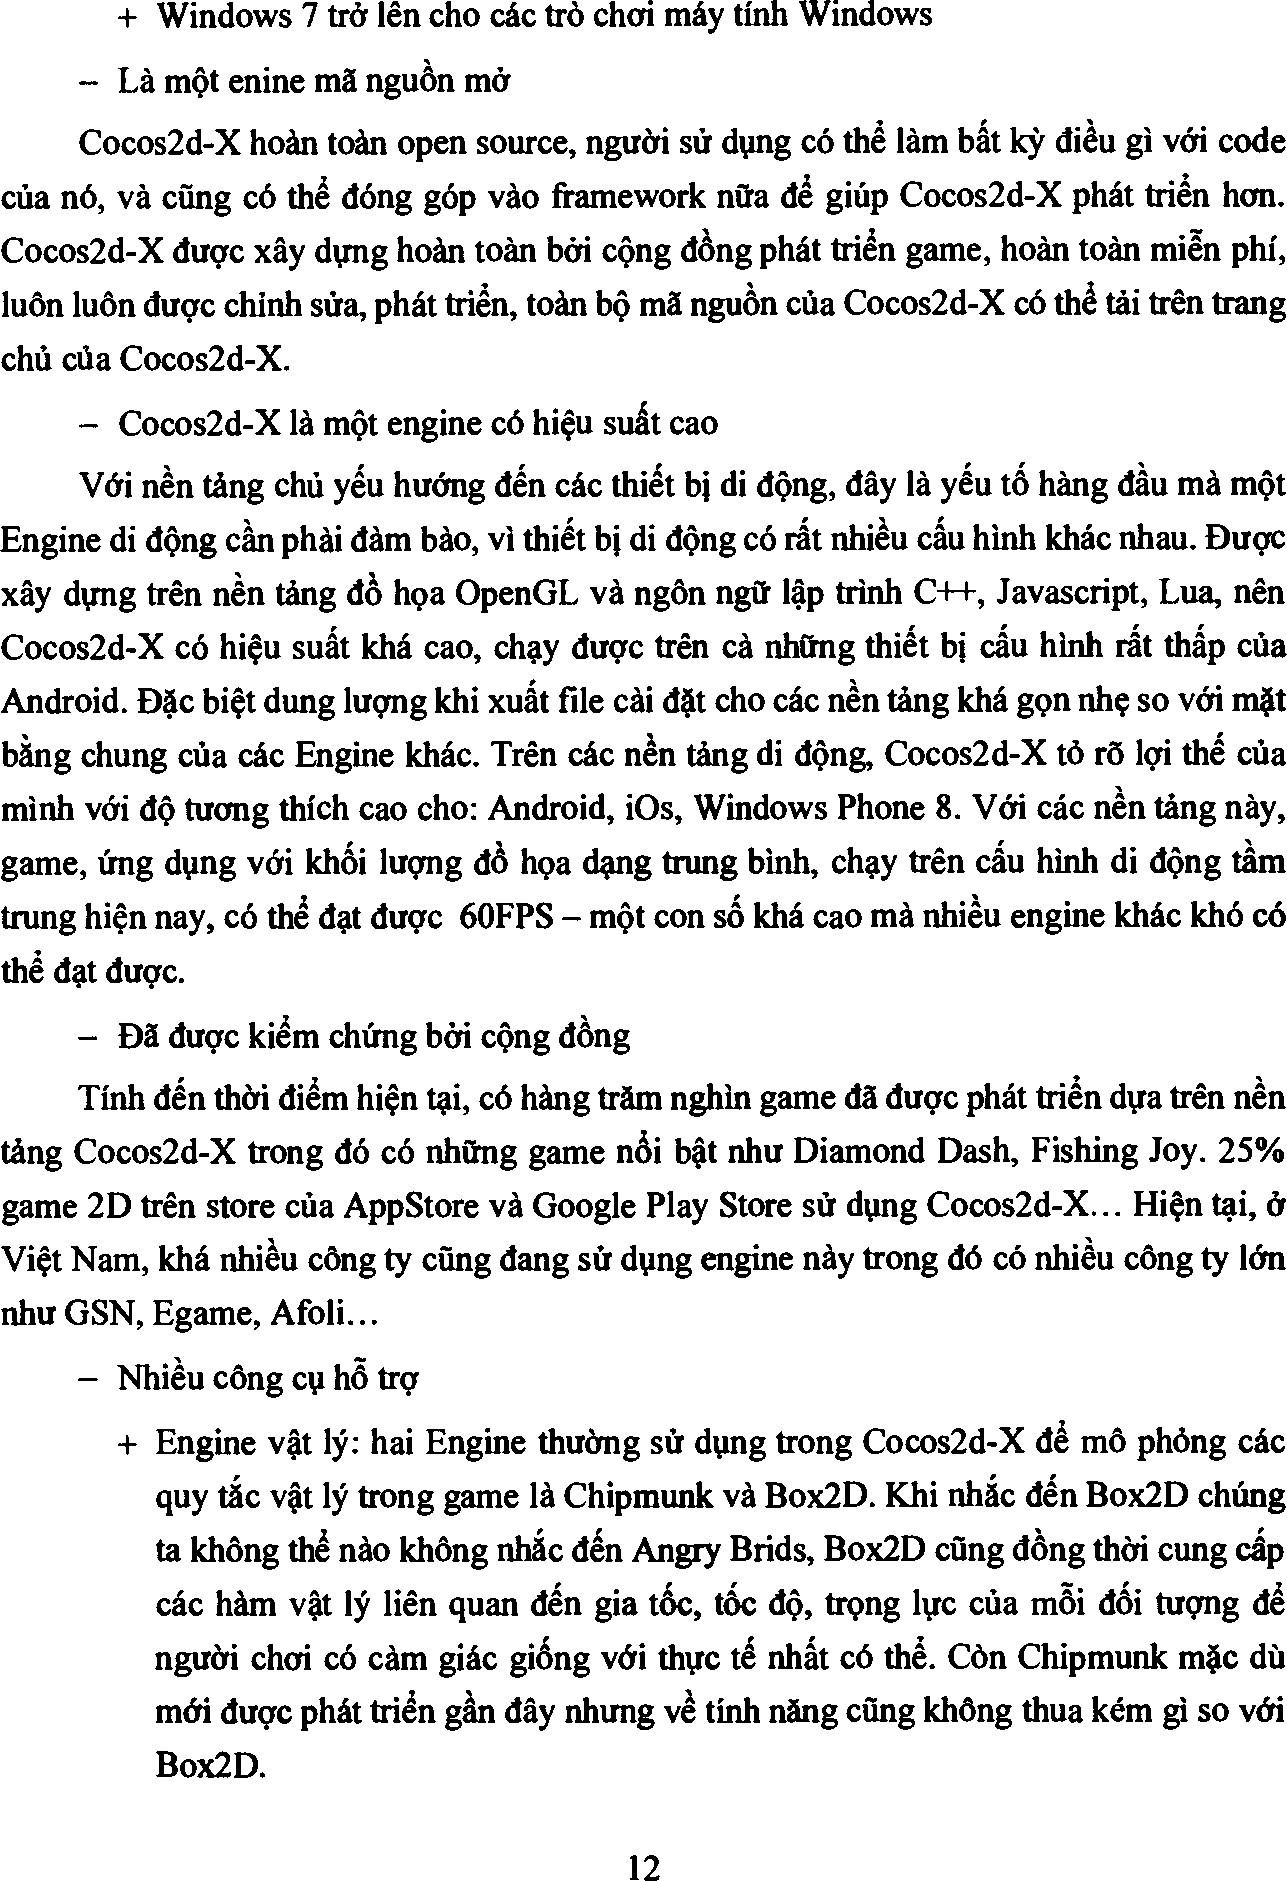 + Windows 7 trở lên cho các trò chơi máy tính Windows
– Là một enine mã nguồn mở
Cocos2d-X hoàn toàn open source, người sử dụng có thể làm bất kỳ điều gì với code
của nó, và cũng có thể đóng góp vào framework nữa để giúp Cocos2d-X phát triển hơn.
Cocos2d-X được xây dựng hoàn toàn bởi cộng đồng phát triển game, hoàn toàn miễn phí,
luôn luôn được chỉnh sửa, phát triển, toàn bộ mã nguồn của Cocos2d-X có thể tải trên trang
chủ của Cocos2d-X.
– Cocos2d-X là một engine có hiệu suất cao
Với nền tảng chủ yếu hướng đến các thiết bị di động, đây là yếu tố hàng đầu mà một
Engine di động cần phải đảm bảo, vì thiết bị di động có rất nhiều cấu hình khác nhau. Được
xây dựng trên nền tảng đồ họa OpenGL và ngôn ngữ lập trình C++, Javascript, Lua, nên
Cocos2d-X có hiệu suất khá cao, chạy được trên cả những thiết bị cấu hình rất thấp của
Android. Đặc biệt dung lượng khi xuất file cài đặt cho các nền tảng khá gọn nhẹ so với mặt
bằng chung của các Engine khác. Trên các nền tảng di động, Cocos2d-X tỏ rõ lợi thế của
mình với độ tương thích cao cho: Android, iOs, Windows Phone 8. Với các nền tảng này,
game, ứng dụng với khối lượng đồ họa dạng trung bình, chạy trên cấu hình di động tầm
trung hiện nay, có thể đạt được 60FPS – một con số khá cao mà nhiều engine khác khó có
thể đạt được.
– Đã được kiểm chứng bởi cộng đồng
Tính đến thời điểm hiện tại, có hàng trăm nghìn game đã được phát triển dựa trên nền
tảng Cocos2d-X trong đó có những game nổi bật như Diamond Dash, Fishing Joy. 25%
game 2D trên store của AppStore và Google Play Store sử dụng Cocos2d-X... Hiện tại, ở
Việt Nam, khá nhiều công ty cũng đang sử dụng engine này trong đó có nhiều công ty lớn
như GSN, Egame, Afoli...
– Nhiều công cụ hỗ trợ
+ Engine vật lý: hai Engine thường sử dụng trong Cocos2d-X để mô phỏng các
quy tắc vật lý trong game là Chipmunk và Box2D. Khi nhắc đến Box2D chúng
ta không thể nào không nhắc đến Angry Brids, Box2D cũng đồng thời cung cấp
các hàm vật lý liên quan đến gia tốc, tốc độ, trọng lực của mỗi đối tượng để
người chơi có cảm giác giống với thực tế nhất có thể. Còn Chipmunk mặc dù
mới được phát triển gần đây nhưng về tính năng cũng không thua kém gì so với
Box2D.
12